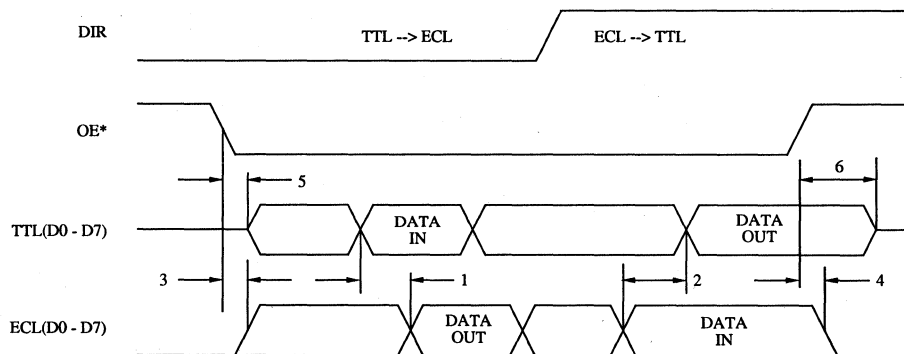 DIR
TTL --> ECL
ECL --> TTL
OE*
6
5
TTL(D0 - D7)
DATA
IN
DATA
OUT
3
1
2
4
ECL(D0 - D7)
DATA
OUT
DATA
IN